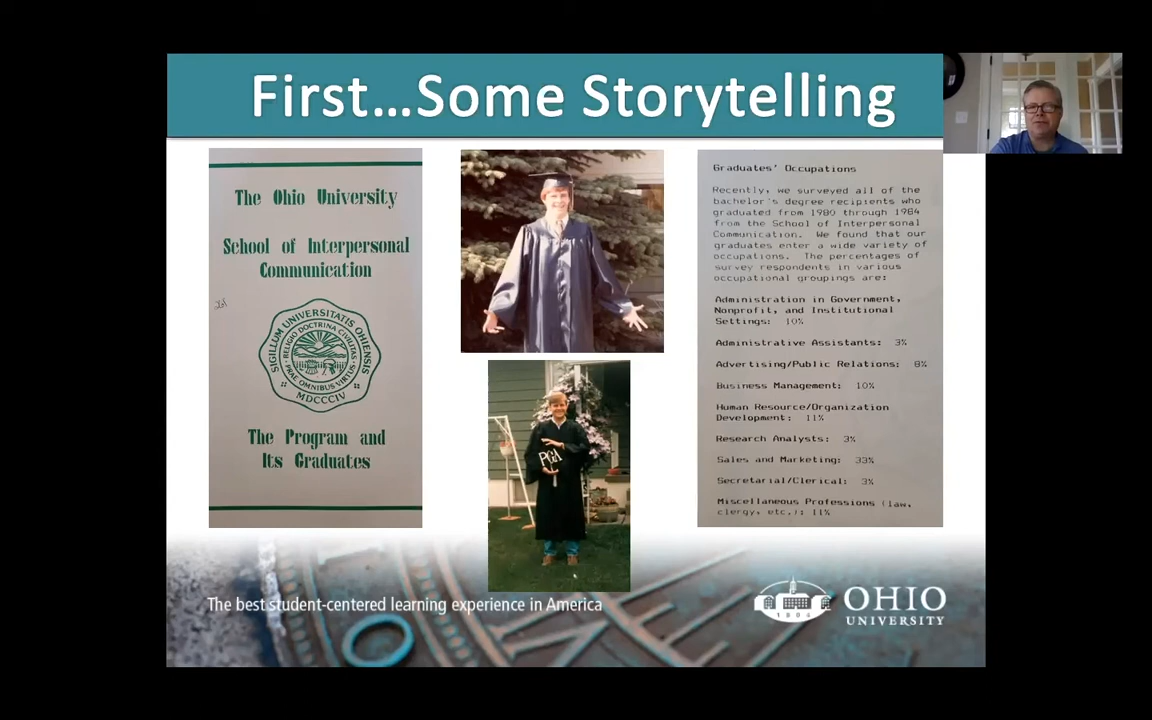 First...Some Storytelling
The Ohio University
School of Interpersonal
Communication
SIGILLUM UNIVERSITATIS OHIENSIS
RELIGIO DOCTRINA CIVILITAS
PRAE OMNIBUS VIRTUS
MDCCCIV
The Program and
Its Graduates
PGA
Graduates' Occupations
Recently, we surveyed all of the
bachelor's degree recipients who
graduated from 1980 through 1984
from the School of Interpersonal
Communication. We found that our
graduates enter a wide variety of
occupations. The percentages of
survey respondents in various
occupational groupings are:
Administration in Government,
Nonprofit, and Institutional
Settings: 10%
Administrative Assistants: 3%
Advertising/Public Relations: 8%
Business Management: 10%
Human Resource/Organization
Development: 11%
Research Analysts: 3%
Sales and Marketing: 33%
Secretarial/Clerical: 3%
Miscellaneous Professions (law,
clergy, etc.): 11%
The best student-centered learning experience in America
1804
OHIO
UNIVERSITY